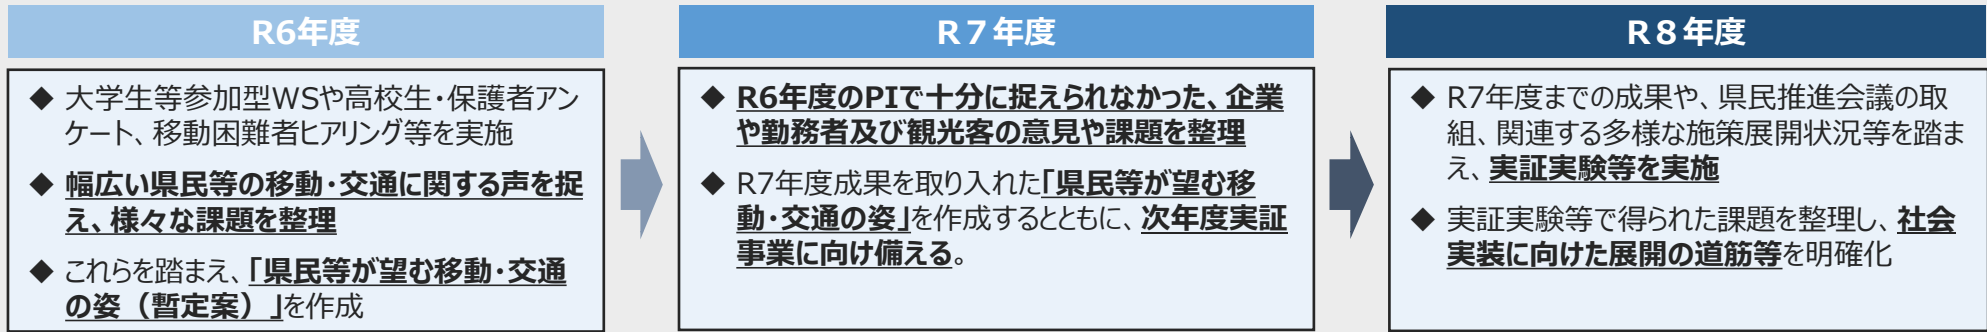 R6年度
◆ 大学生等参加型WSや高校生・保護者アン
ケート、移動困難者ヒアリング等を実施
◆ 幅広い県民等の移動・交通に関する声を捉
え、様々な課題を整理
◆ これらを踏まえ、「県民等が望む移動・交通
の姿（暫定案）」を作成
R７年度
◆ R6年度のPIで十分に捉えられなかった、企業
や勤務者及び観光客の意見や課題を整理
◆ R7年度成果を取り入れた「県民等が望む移
動・交通の姿」を作成するとともに、次年度実証
事業に向け備える。
R８年度
◆ R7年度までの成果や、県民推進会議の取
組、関連する多様な施策展開状況等を踏ま
え、実証実験等を実施
◆ 実証実験等で得られた課題を整理し、社会
実装に向けた展開の道筋等を明確化